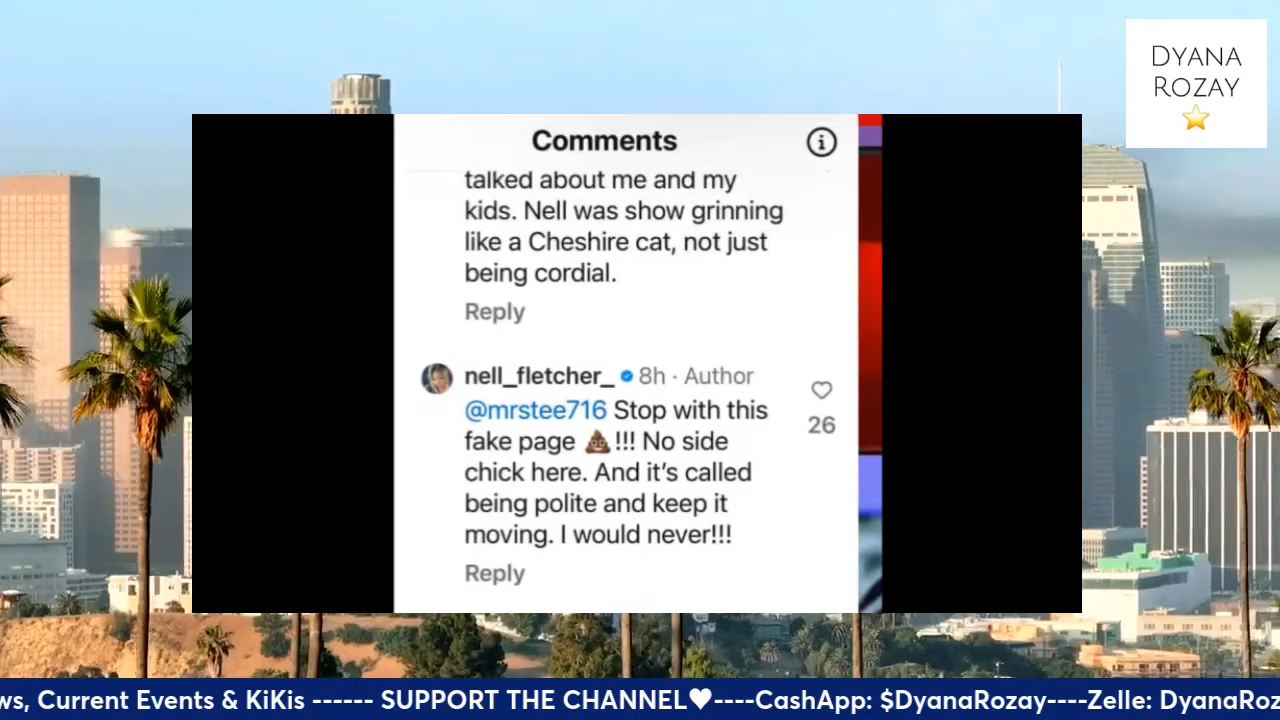 DYANA
ROZAY
Comments
talked about me and my
kids. Nell was show grinning
like a Cheshire cat, not just
being cordial.
Reply
nell_fletcher_ 8h · Author
@mrstee716 Stop with this
fake page 💩!!! No side
chick here. And it’s called
being polite and keep it
moving. I would never!!!
26
Reply
ws, Current Events & KiKis ------ SUPPORT THE CHANNEL♥----CashApp: $DyanaRozay----Zelle: DyanaRoz